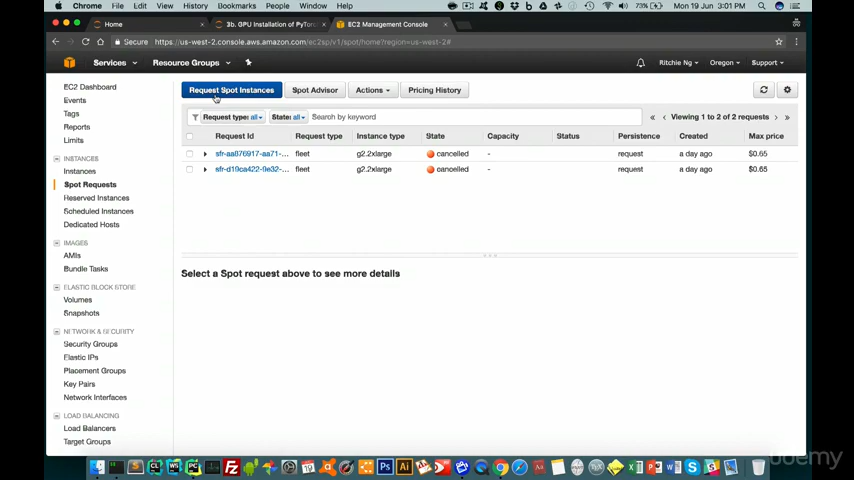 Chrome File Edit View History Bookmarks People Window Help 73% Mon 19 Jun 3:01 PM
Home 3b. GPU Installation of PyTorc EC2 Management Console
Secure https://us-west-2.console.aws.amazon.com/ec2sp/v1/spot/home?region=us-west-2#
Services Resource Groups Ritchie Ng Oregon Support
EC2 Dashboard
Events
Tags
Reports
Limits
INSTANCES
Instances
Spot Requests
Reserved Instances
Scheduled Instances
Dedicated Hosts
IMAGES
AMIs
Bundle Tasks
ELASTIC BLOCK STORE
Volumes
Snapshots
NETWORK & SECURITY
Security Groups
Elastic IPs
Placement Groups
Key Pairs
Network Interfaces
LOAD BALANCING
Load Balancers
Target Groups
Request Spot Instances Spot Advisor Actions Pricing History
Request type: all State: all Search by keyword Viewing 1 to 2 of 2 requests
Request Id Request type Instance type State Capacity Status Persistence Created Max price
sfr-aa876917-aa71-... fleet g2.2xlarge cancelled - request a day ago $0.65
sfr-d19ca422-9e32-... fleet g2.2xlarge cancelled - request a day ago $0.65
Select a Spot request above to see more details
udemy